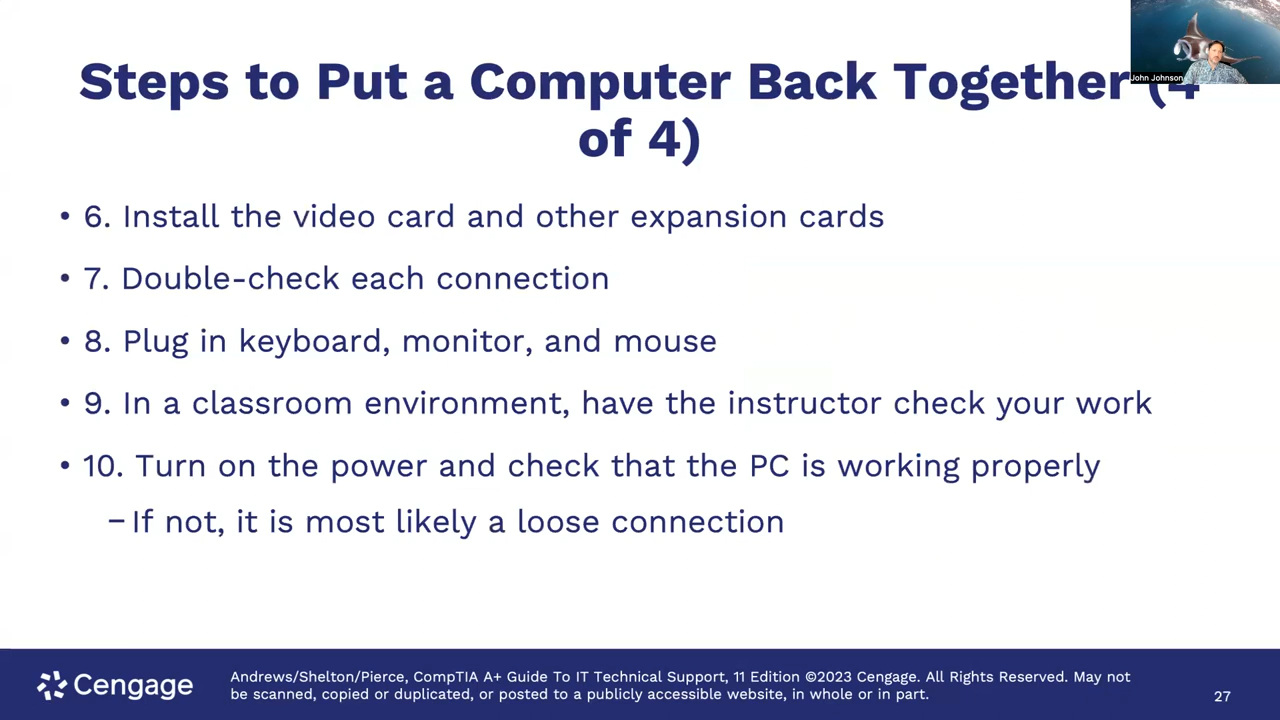 Steps to Put a Computer Back Together (4
of 4)
John Johnson
• 6. Install the video card and other expansion cards
• 7. Double-check each connection
• 8. Plug in keyboard, monitor, and mouse
• 9. In a classroom environment, have the instructor check your work
• 10. Turn on the power and check that the PC is working properly
– If not, it is most likely a loose connection
Cengage
Andrews/Shelton/Pierce, CompTIA A+ Guide To IT Technical Support, 11 Edition ©2023 Cengage. All Rights Reserved. May not
be scanned, copied or duplicated, or posted to a publicly accessible website, in whole or in part.
27